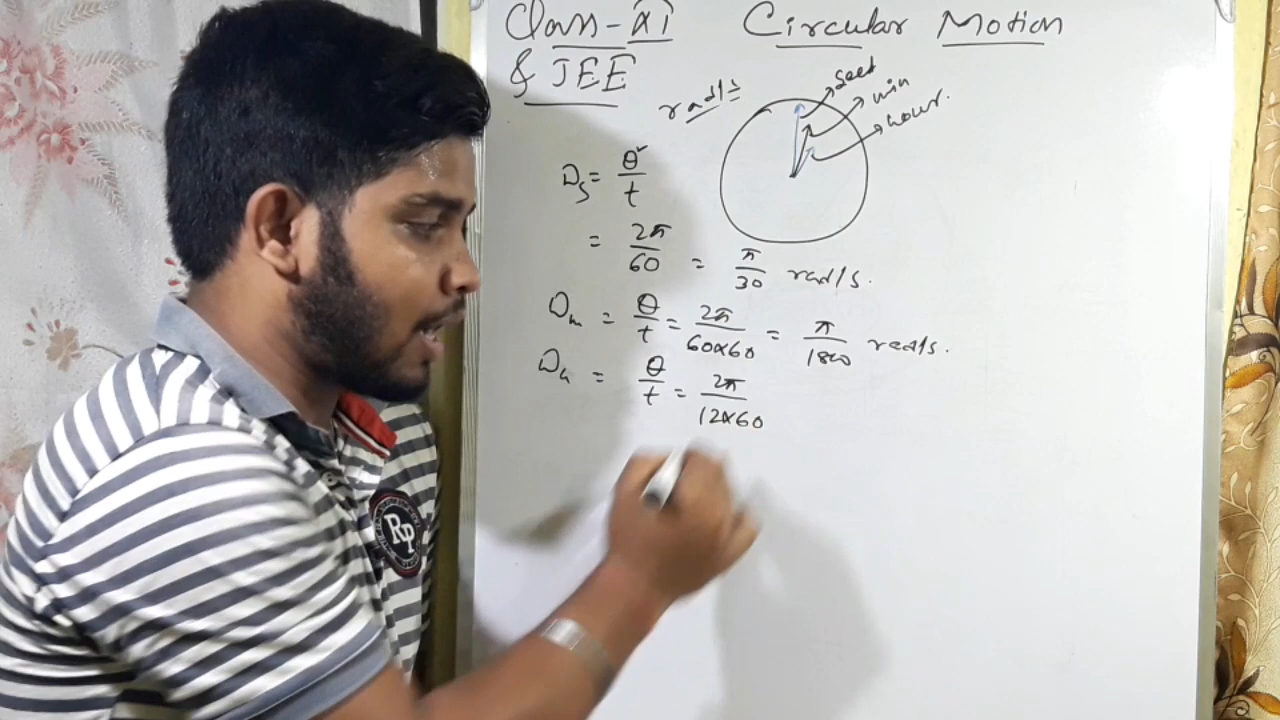 Class-XI Circular Motion
& JEE
rad/s
Sec
min
hour.
ωs = θ/t
= 2π/60 = π/30 rad/s.
ωm = θ/t = 2π/60×60 = π/1800 rad/s.
ωh = θ/t = 2π/12×60
RP